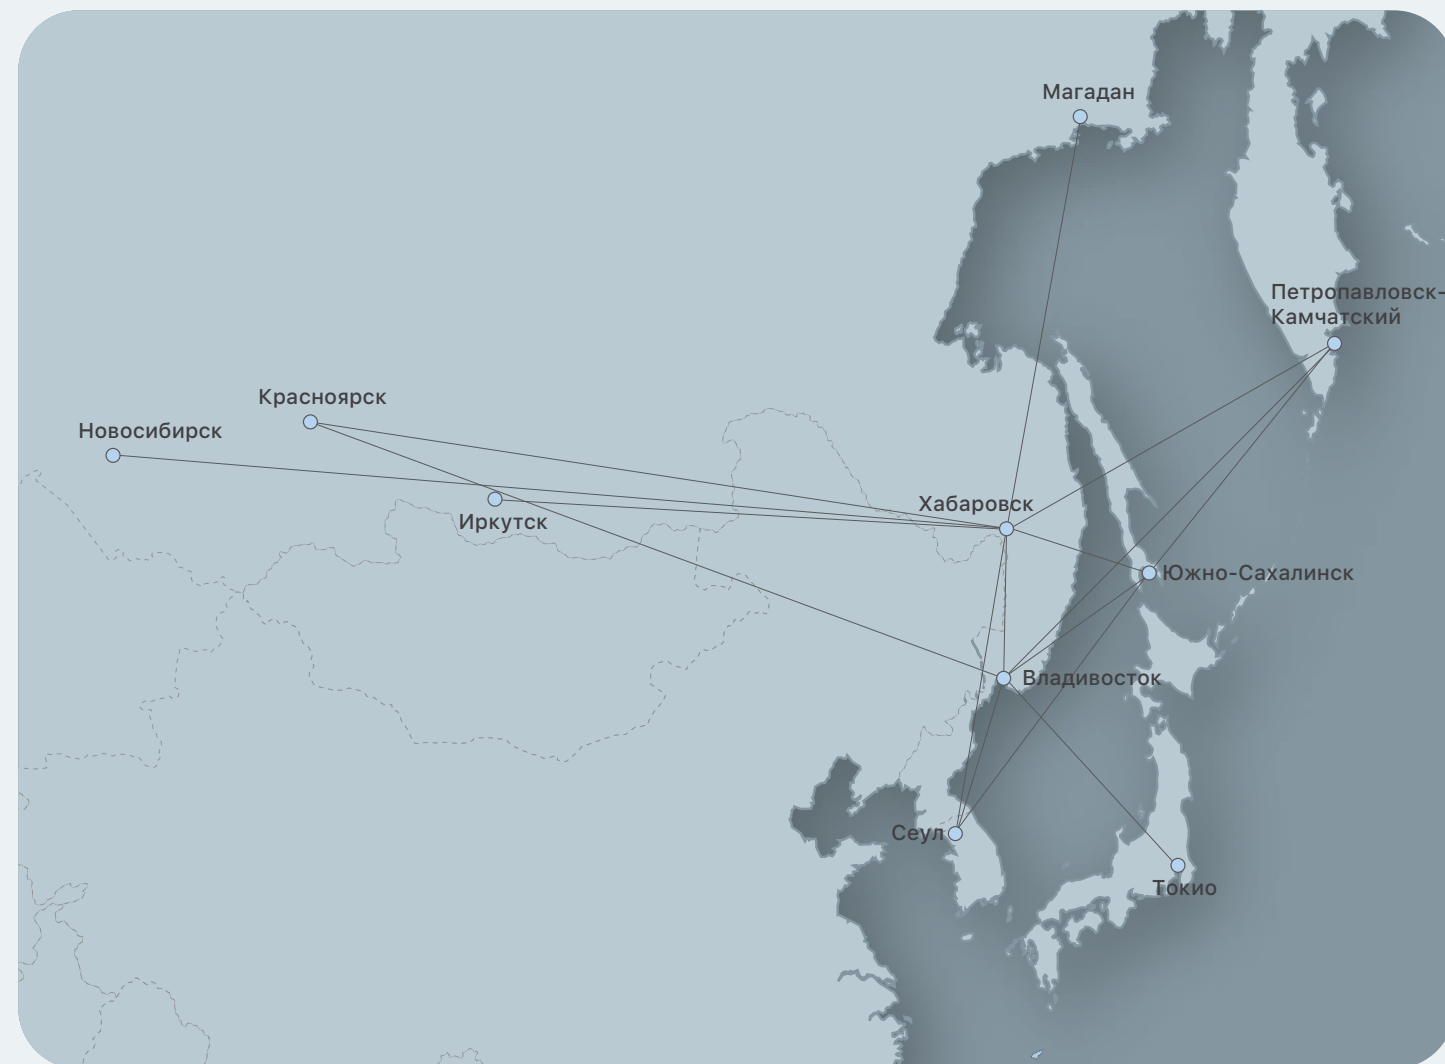 Магадан
Петропавловск-
Камчатский
Красноярск
Новосибирск
Хабаровск
Иркутск
Южно-Сахалинск
Владивосток
Сеул
Токио